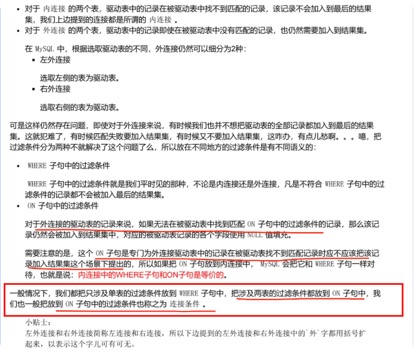 • 对于 内连接 的两个表，驱动表中的记录在被驱动表中找不到匹配的记录，该记录不会加入到最后的结果
集，我们上边提到的连接都是所谓的 内连接 。
• 对于 外连接 的两个表，驱动表中的记录即使在被驱动表中没有匹配的记录，也仍然需要加入到结果集。
在 MySQL 中，根据选取驱动表的不同，外连接仍然可以细分为2种：
• 左外连接
选取左侧的表为驱动表。
• 右外连接
选取右侧的表为驱动表。
可是这样仍然存在问题，即使对于外连接来说，有时候我们也并不想把驱动表的全部记录都加入到最后的结果
集。这就犯难了，有时候匹配失败要加入结果集，有时候又不要加入结果集，这咋办，有点儿愁啊。。。噫，把
过滤条件分为两种不就解决了这个问题了么，所以放在不同地方的过滤条件是有不同语义的：
• WHERE 子句中的过滤条件
WHERE 子句中的过滤条件就是我们平时见的那种，不论是内连接还是外连接，凡是不符合 WHERE 子句中的过
滤条件的记录都不会被加入最后的结果集。
• ON 子句中的过滤条件
对于外连接的驱动表的记录来说，如果无法在被驱动表中找到匹配 ON 子句中的过滤条件的记录，那么该记
录仍然会被加入到结果集中，对应的被驱动表记录的各个字段使用 NULL 值填充。
需要注意的是，这个 ON 子句是专门为外连接驱动表中的记录在被驱动表找不到匹配记录时应不应该把该记
录加入结果集这个场景下提出的，所以如果把 ON 子句放到内连接中， MySQL 会把它和 WHERE 子句一样对
待，也就是说：内连接中的WHERE子句和ON子句是等价的。
一般情况下，我们都把只涉及单表的过滤条件放到 WHERE 子句中，把涉及两表的过滤条件都放到 ON 子句中，我
们也一般把放到 ON 子句中的过滤条件也称之为 连接条件 。
小贴士：
左外连接和右外连接简称左连接和右连接，所以下边提到的左外连接和右外连接中的`外`字都用括号扩
起来，以表示这个字儿可有可无。